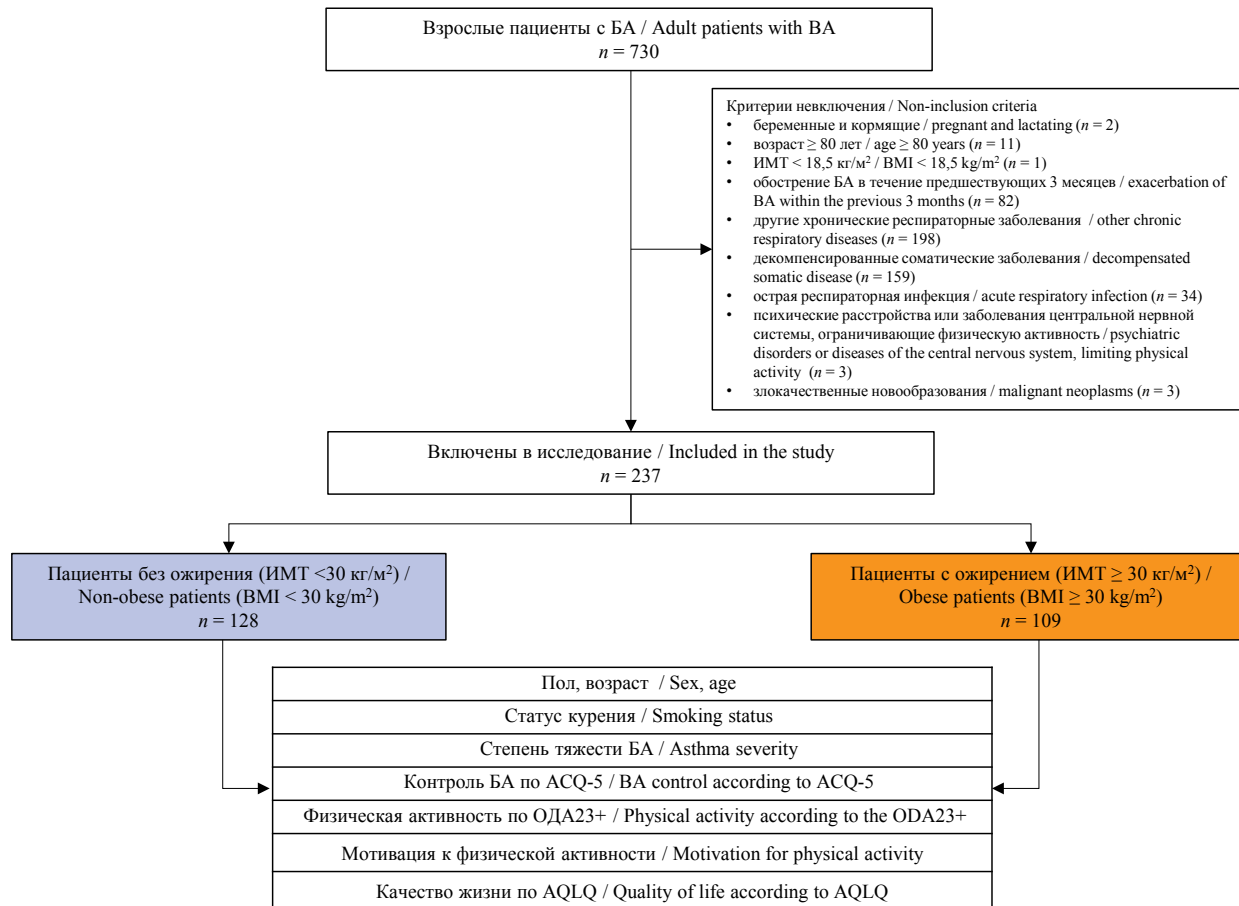 Взрослые пациенты с БА / Adult patients with BA
n = 730
Критерии невключения / Non-inclusion criteria
• беременные и кормящие / pregnant and lactating (n = 2)
• возраст ≥ 80 лет / age ≥ 80 years (n = 11)
• ИМТ < 18,5 кг/м² / BMI < 18,5 kg/m² (n = 1)
• обострение БА в течение предшествующих 3 месяцев / exacerbation of
BA within the previous 3 months (n = 82)
• другие хронические респираторные заболевания / other chronic
respiratory diseases (n = 198)
• декомпенсированные соматические заболевания / decompensated
somatic disease (n = 159)
• острая респираторная инфекция / acute respiratory infection (n = 34)
• психические расстройства или заболевания центральной нервной
системы, ограничивающие физическую активность / psychiatric
disorders or diseases of the central nervous system, limiting physical
activity (n = 3)
• злокачественные новообразования / malignant neoplasms (n = 3)
Включены в исследование / Included in the study
n = 237
Пациенты без ожирения (ИМТ <30 кг/м²) /
Non-obese patients (BMI < 30 kg/m²)
n = 128
Пациенты с ожирением (ИМТ ≥ 30 кг/м²) /
Obese patients (BMI ≥ 30 kg/m²)
n = 109
Пол, возраст / Sex, age
Статус курения / Smoking status
Степень тяжести БА / Asthma severity
Контроль БА по ACQ-5 / BA control according to ACQ-5
Физическая активность по ОДА23+ / Physical activity according to the ODA23+
Мотивация к физической активности / Motivation for physical activity
Качество жизни по AQLQ / Quality of life according to AQLQ